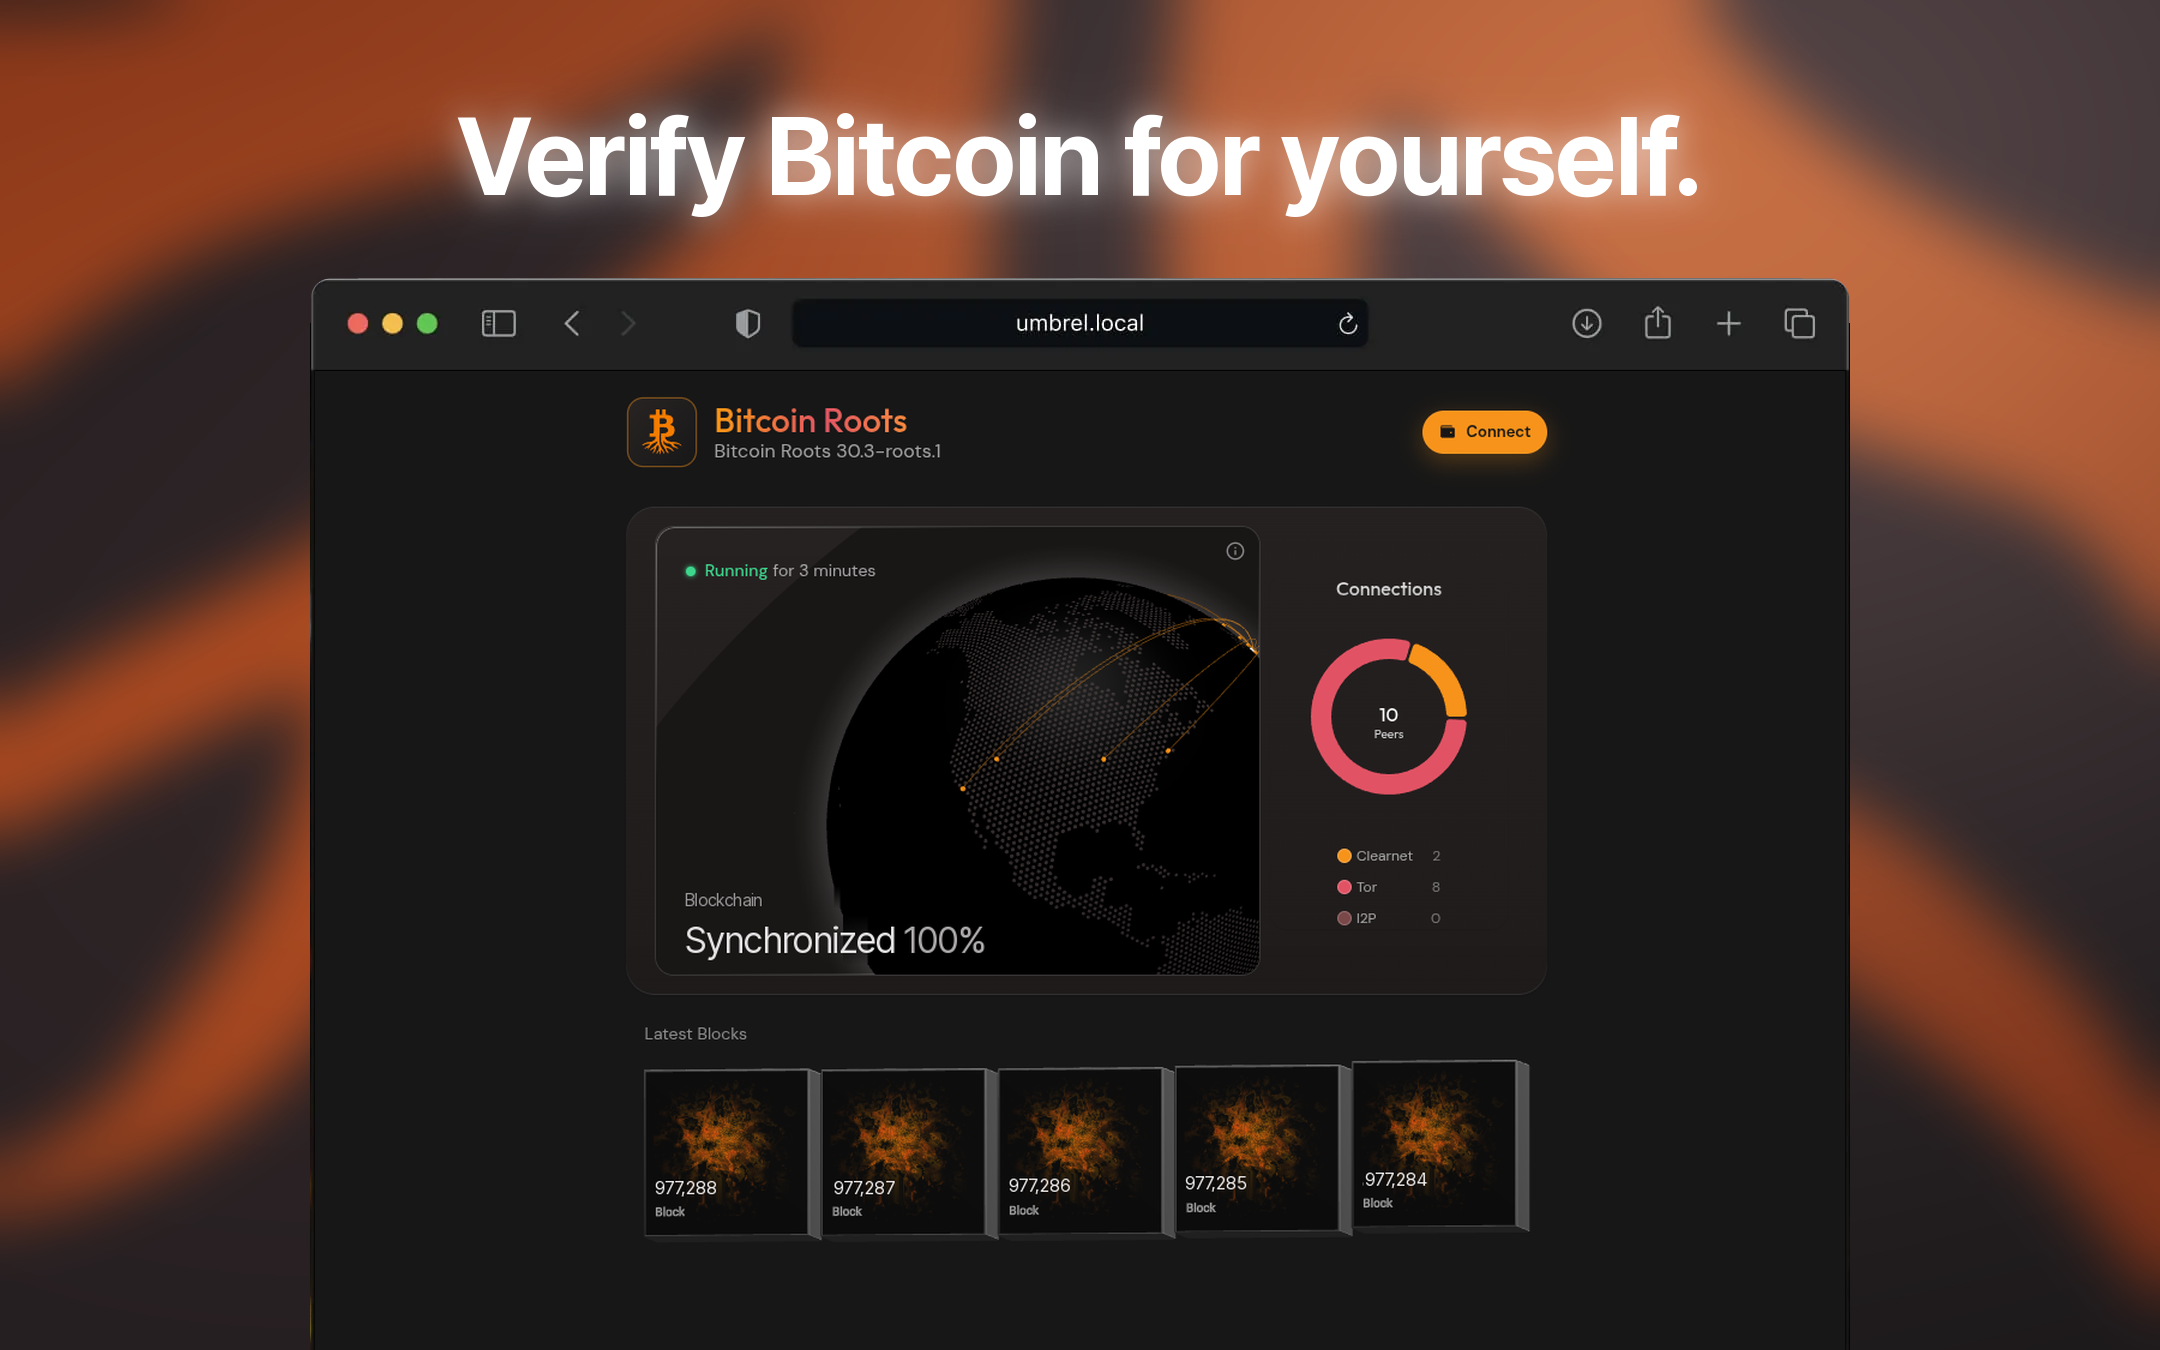 Verify Bitcoin for yourself.
umbrel.local
Bitcoin Roots
Bitcoin Roots 30.3-roots.1
Connect
Running for 3 minutes
Blockchain
Synchronized 100%
Connections
10
Peers
Clearnet 2
Tor 8
I2P 0
Latest Blocks
977,288
Block
977,287
Block
977,286
Block
977,285
Block
977,284
Block